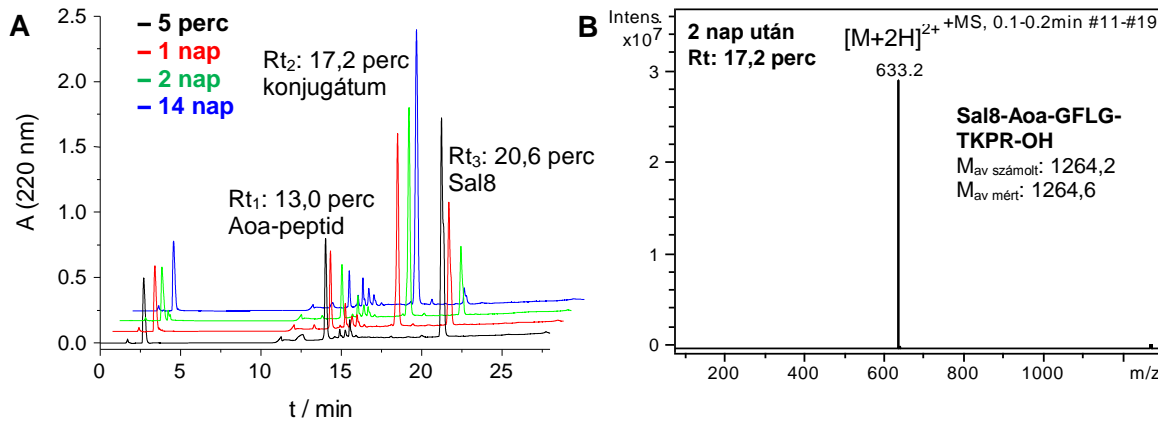 A
– 5 perc
– 1 nap
– 2 nap
– 14 nap
Rt₂: 17,2 perc
konjugátum
Rt₃: 20,6 perc
Sal8
Rt₁: 13,0 perc
Aoa-peptid
A (220 nm)
2.5
2.0
1.5
1.0
0.5
0.0
0 5 10 15 20 25
t / min
B
Intens.
x10⁷
2 nap után
Rt: 17,2 perc
[M+2H]²⁺
+MS, 0.1-0.2min #11-#19
633.2
Sal8-Aoa-GFLG-
TKPR-OH
Mav számolt: 1264,2
Mav mért: 1264,6
3
2
1
0
200 400 600 800 1000 m/z